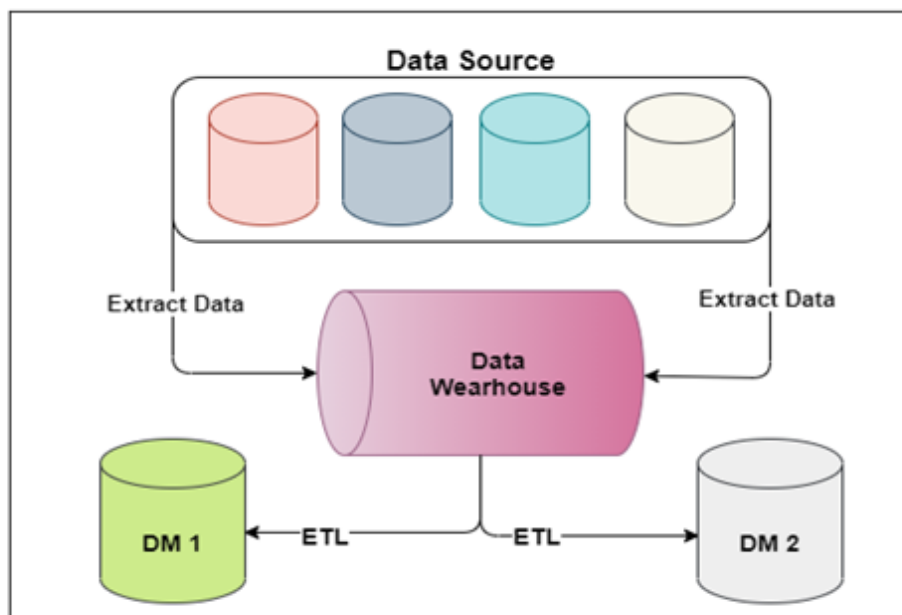 Data Source
Extract Data
Extract Data
Data
Wearhouse
DM 1
ETL
ETL
DM 2